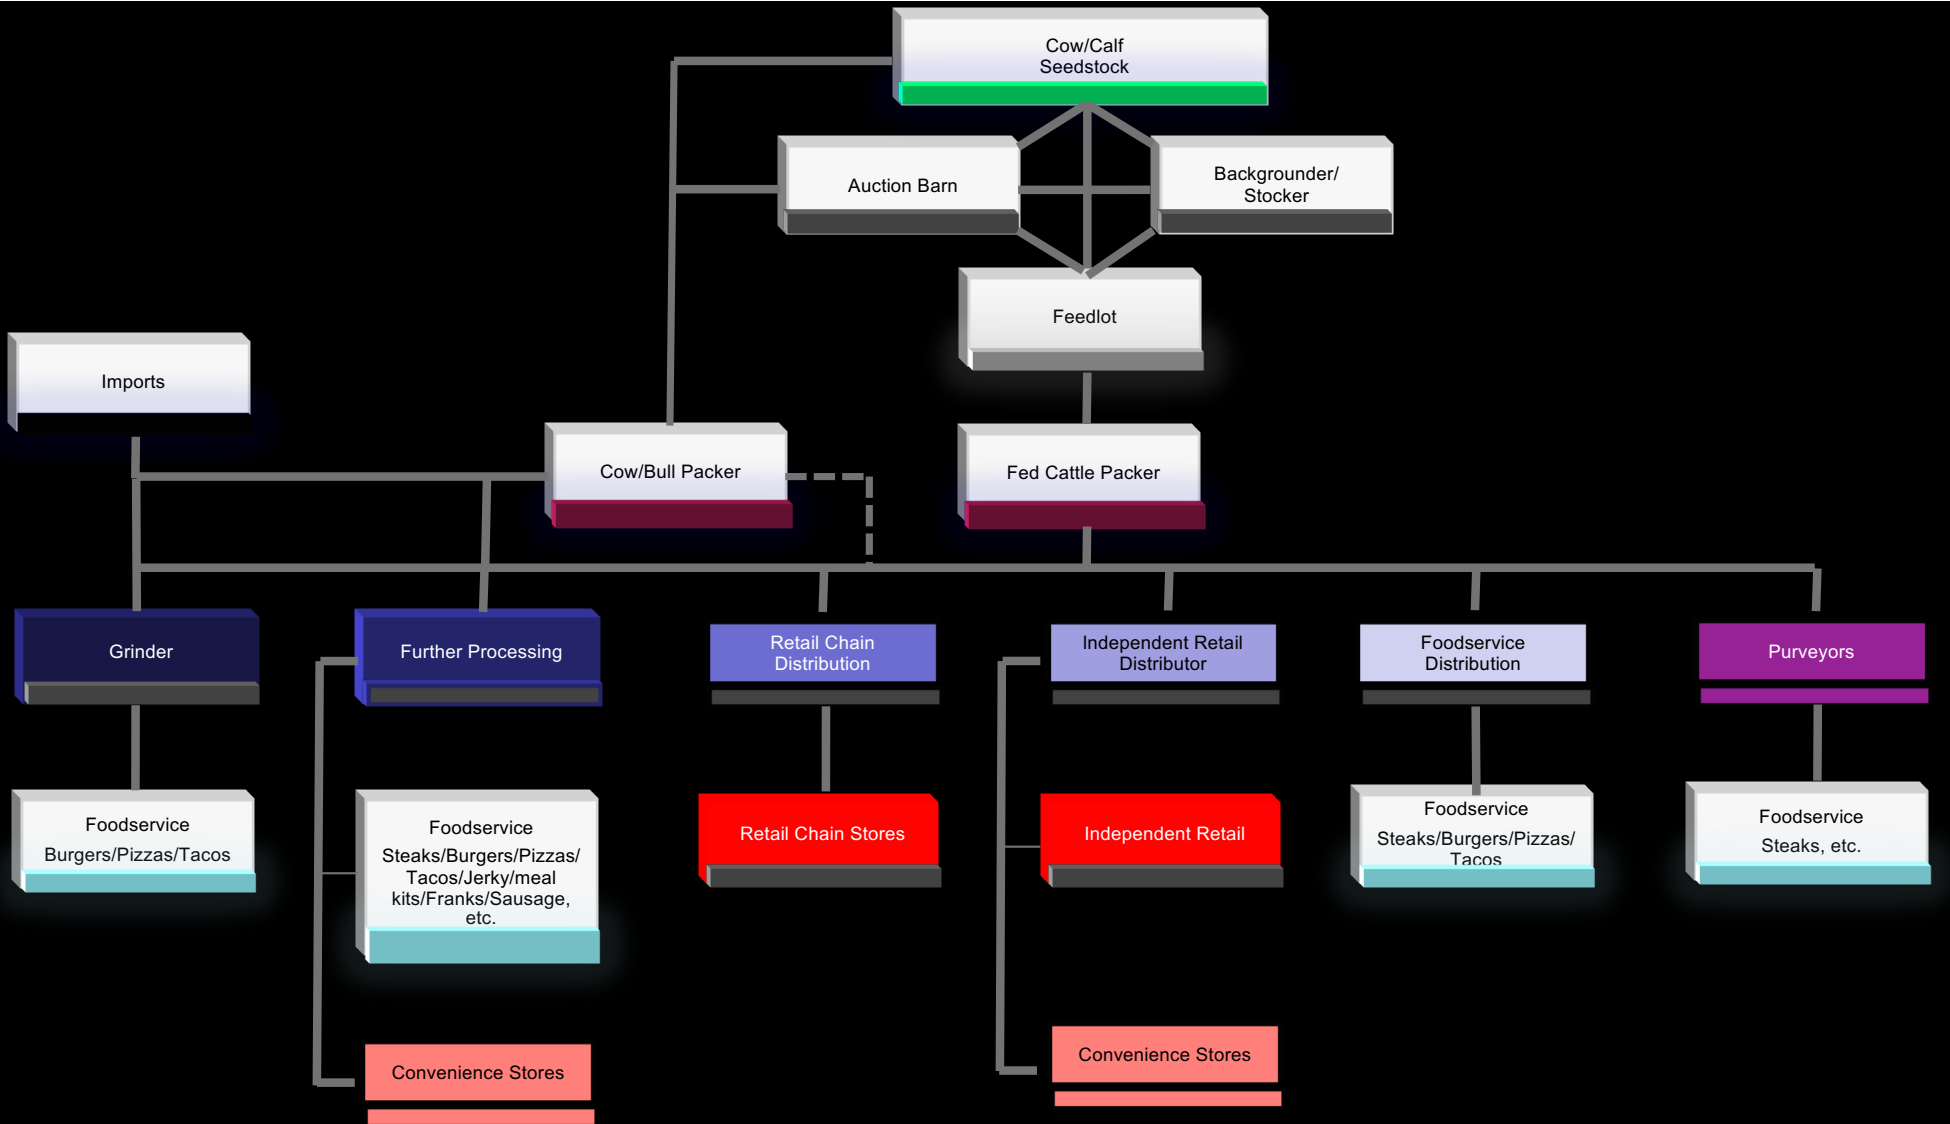 Cow/Calf
Seedstock
Auction Barn
Backgrounder/
Stocker
Feedlot
Imports
Cow/Bull Packer
Fed Cattle Packer
Grinder
Further Processing
Retail Chain
Distribution
Independent Retail
Distributor
Foodservice
Distribution
Purveyors
Foodservice
Burgers/Pizzas/Tacos
Foodservice
Steaks/Burgers/Pizzas/
Tacos/Jerky/meal
kits/Franks/Sausage,
etc.
Retail Chain Stores
Independent Retail
Foodservice
Steaks/Burgers/Pizzas/
Tacos
Foodservice
Steaks, etc.
Convenience Stores
Convenience Stores